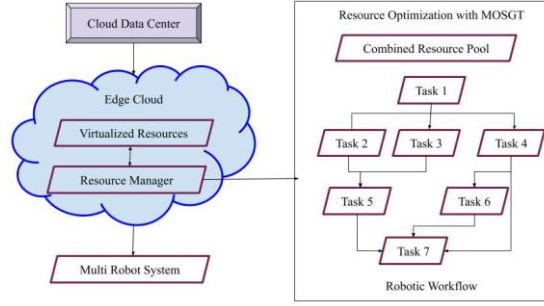 Cloud Data Center
Edge Cloud
Virtualized Resources
Resource Manager
Multi Robot System
Resource Optimization with MOSGT
Combined Resource Pool
Task 1
Task 2
Task 3
Task 4
Task 5
Task 6
Task 7
Robotic Workflow